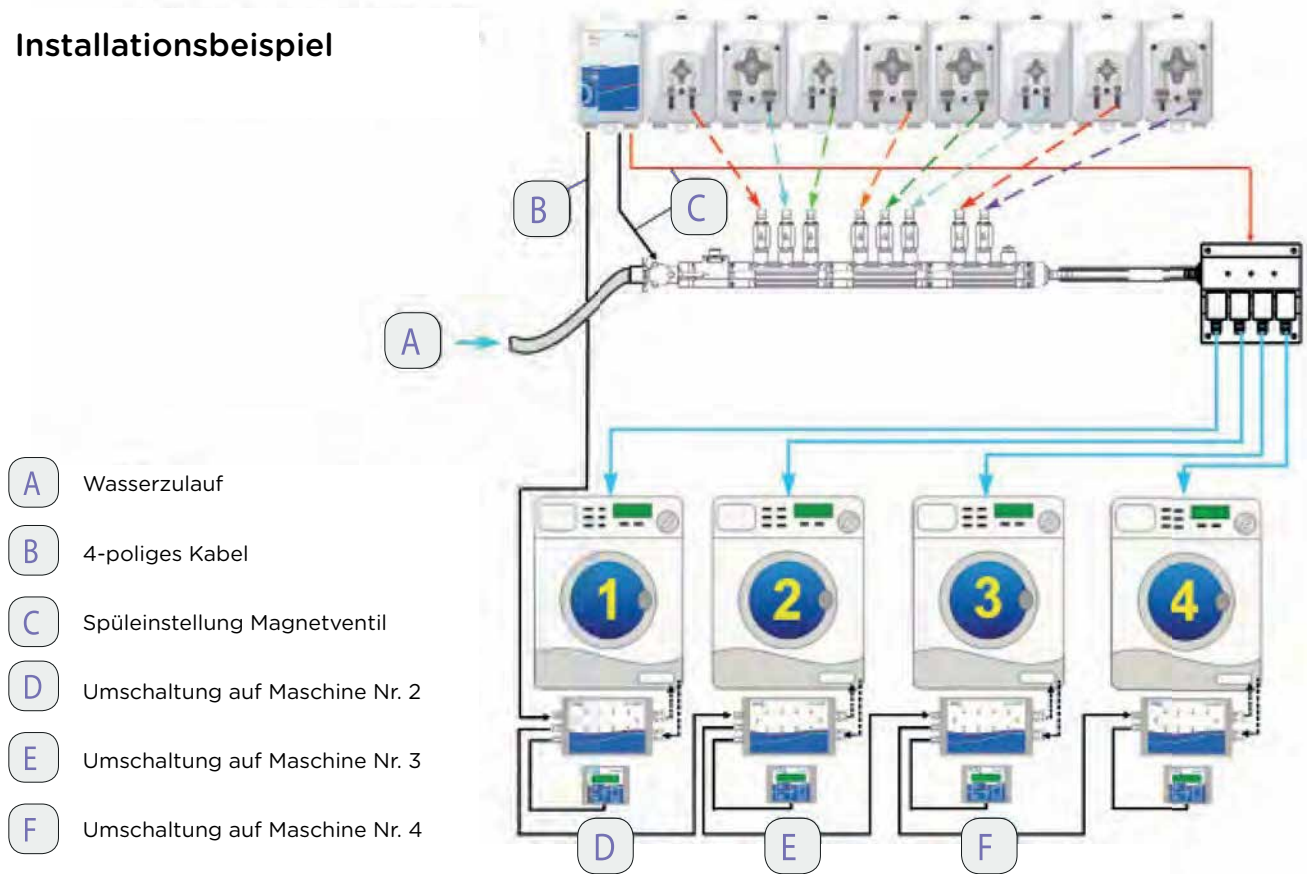 Installationsbeispiel
B
C
A
A Wasserzulauf
B 4-poliges Kabel
C Spüleinstellung Magnetventil
D Umschaltung auf Maschine Nr. 2
E Umschaltung auf Maschine Nr. 3
F Umschaltung auf Maschine Nr. 4
1
2
3
4
D
E
F